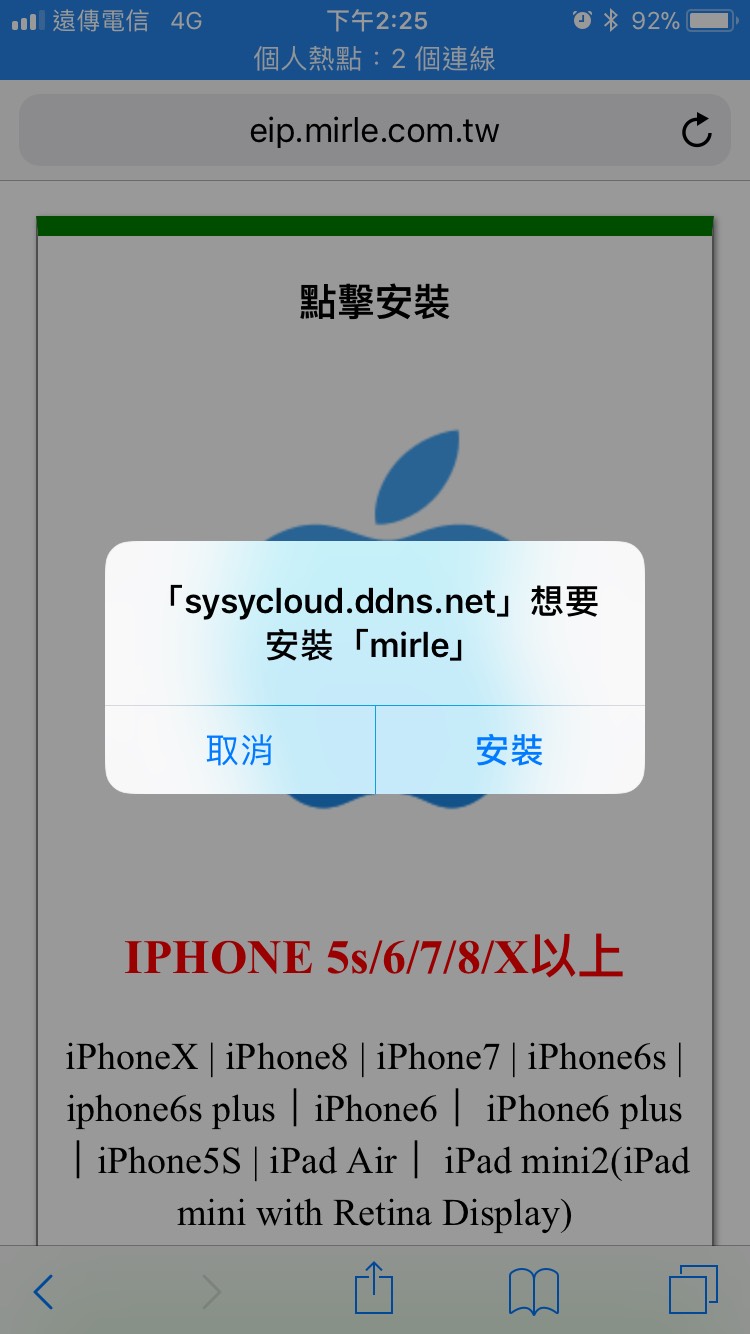 遠傳電信 4G 下午2:25 92%
個人熱點：2 個連線
eip.mirle.com.tw
點擊安裝
「sysycloud.ddns.net」想要
安裝「mirle」
取消 安裝
IPHONE 5s/6/7/8/X以上
iPhoneX | iPhone8 | iPhone7 | iPhone6s |
iphone6s plus｜iPhone6｜ iPhone6 plus
｜iPhone5S | iPad Air｜ iPad mini2(iPad
mini with Retina Display)